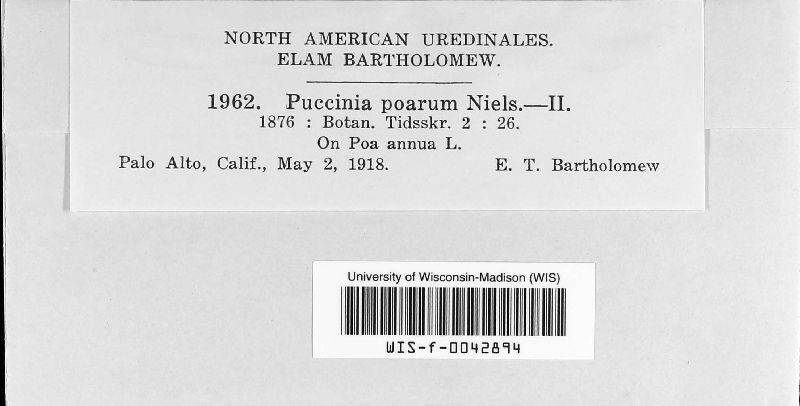 NORTH AMERICAN UREDINALES.
ELAM BARTHOLOMEW.
1962. Puccinia poarum Niels.—II.
1876 : Botan. Tidsskr. 2 : 26.
On Poa annua L.
Palo Alto, Calif., May 2, 1918. E. T. Bartholomew
University of Wisconsin-Madison (WIS)
WIS-f-0042894